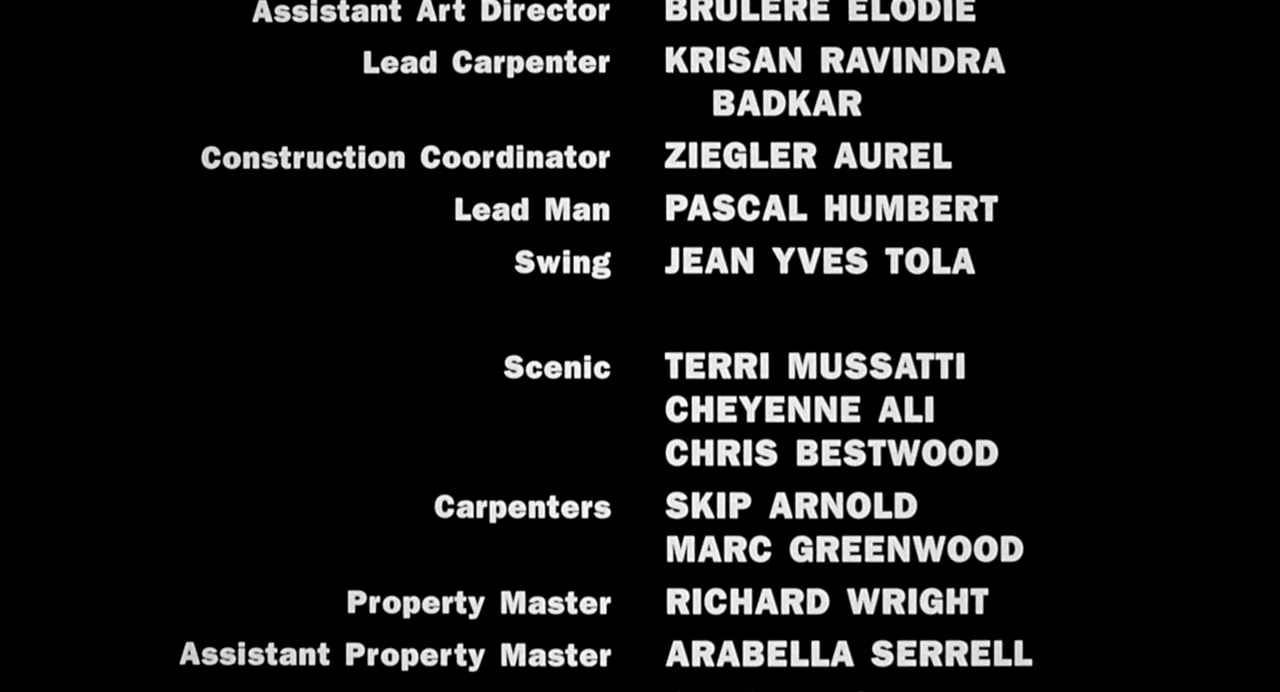 Assistant Art Director BRULERE ELODIE
Lead Carpenter KRISAN RAVINDRA
BADKAR
Construction Coordinator ZIEGLER AUREL
Lead Man PASCAL HUMBERT
Swing JEAN YVES TOLA
Scenic TERRI MUSSATTI
CHEYENNE ALI
CHRIS BESTWOOD
Carpenters SKIP ARNOLD
MARC GREENWOOD
Property Master RICHARD WRIGHT
Assistant Property Master ARABELLA SERRELL